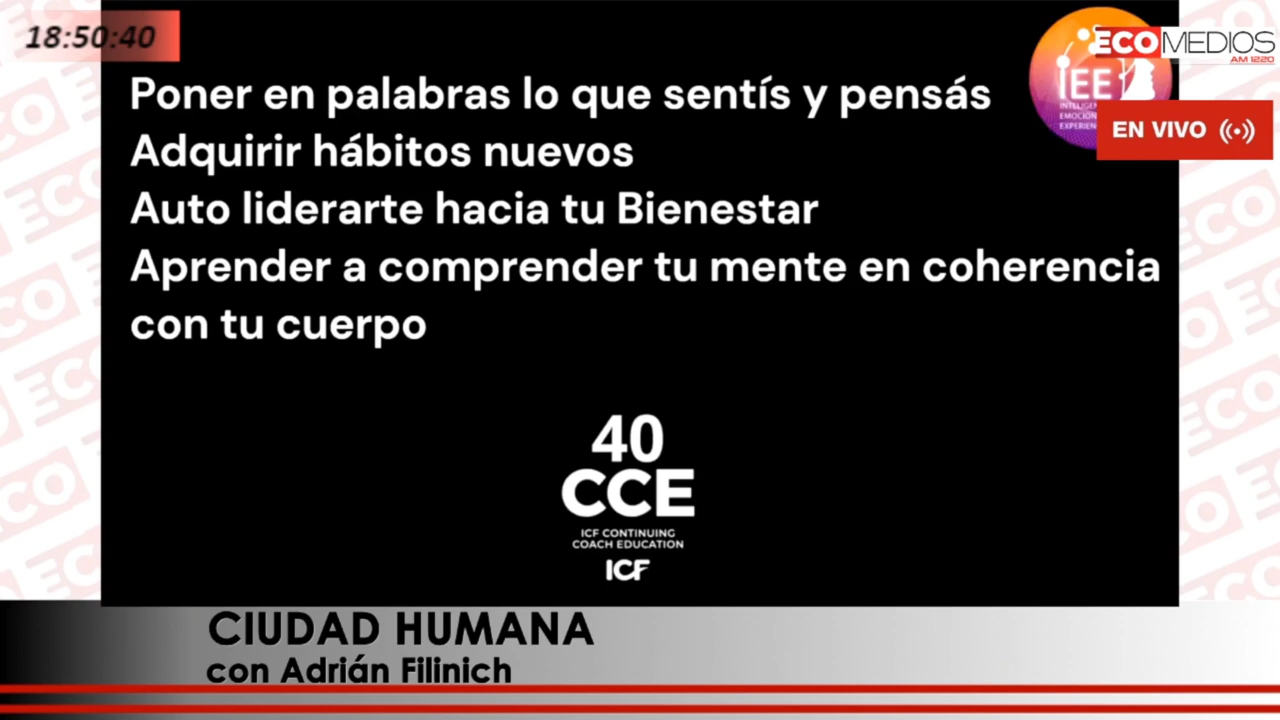 18:50:40
ECOMEDIOS
AM 1220
IEE
EN VIVO
Poner en palabras lo que sentís y pensás
Adquirir hábitos nuevos
Auto liderarte hacia tu Bienestar
Aprender a comprender tu mente en coherencia
con tu cuerpo
40
CCE
ICF CONTINUING
COACH EDUCATION
ICF
CIUDAD HUMANA
con Adrián Filinich